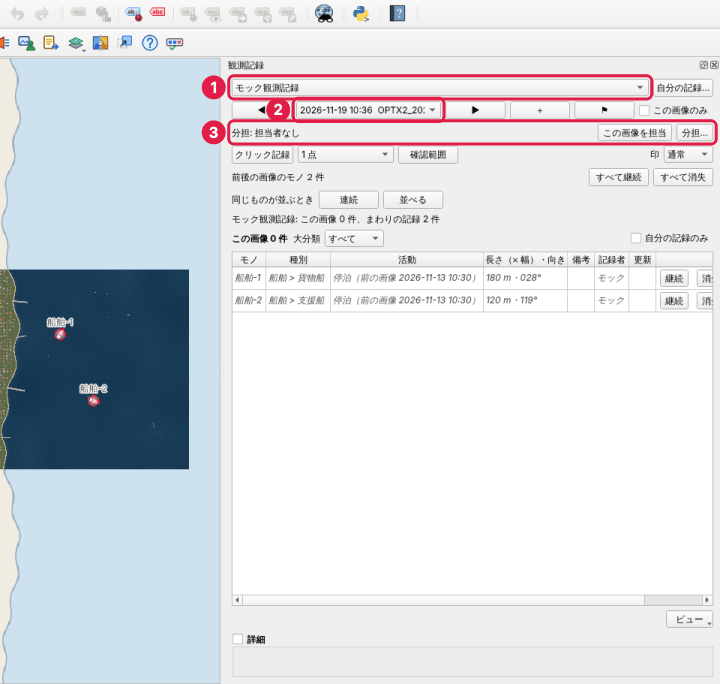 観測記録
1
モック観測記録
自分の記録...
◀
2
2026-11-19 10:36 OPTX2_20
▶
+
この画像のみ
3
分担: 担当者なし
この画像を担当
分担...
クリック記録
1点
確認範囲
印
通常
前後の画像のモノ 2 件
すべて継続
すべて消失
同じものが並ぶとき
連続
並べる
モック観測記録: この画像 0 件、まわりの記録 2 件
この画像 0 件
大分類
すべて
自分の記録のみ
モノ 種別 活動 長さ（× 幅）・向き 備考 記録者 更新
船舶-1 船舶 > 貨物船 停泊（前の画像 2026-11-13 10:30） 180 m・028° モック 継続 消
船舶-2 船舶 > 支援船 停泊（前の画像 2026-11-13 10:30） 120 m・119° モック 継続 消
船舶-1
船舶-2
ビュー
詳細